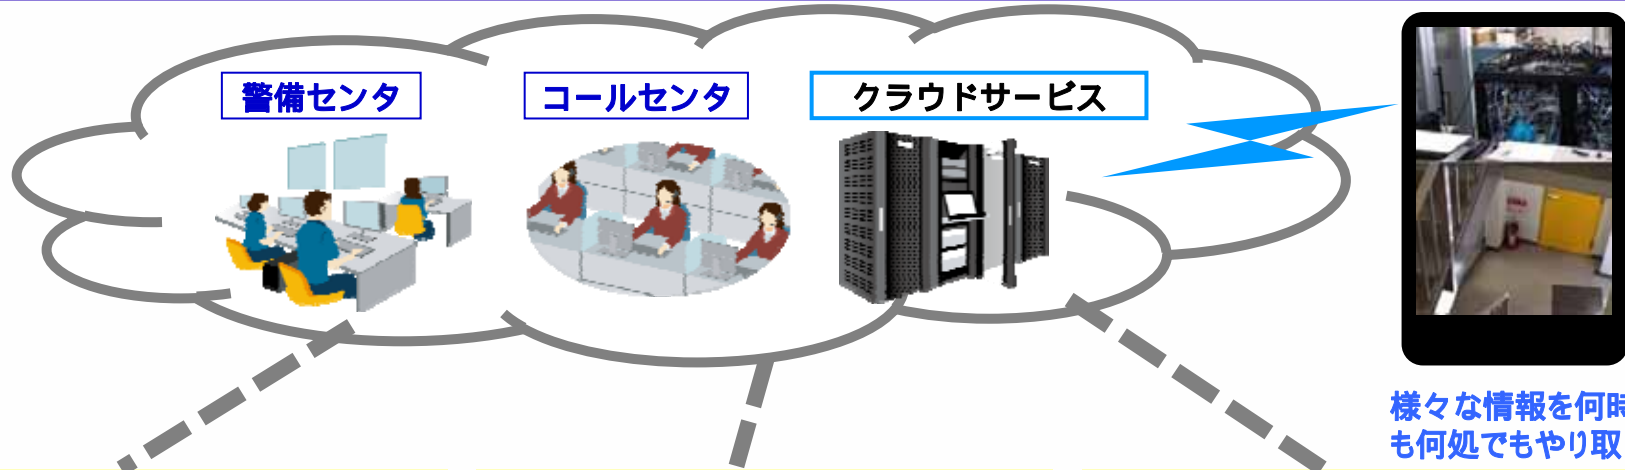 警備センタ
コールセンタ
クラウドサービス
様々な情報を何時
も何処でもやり取